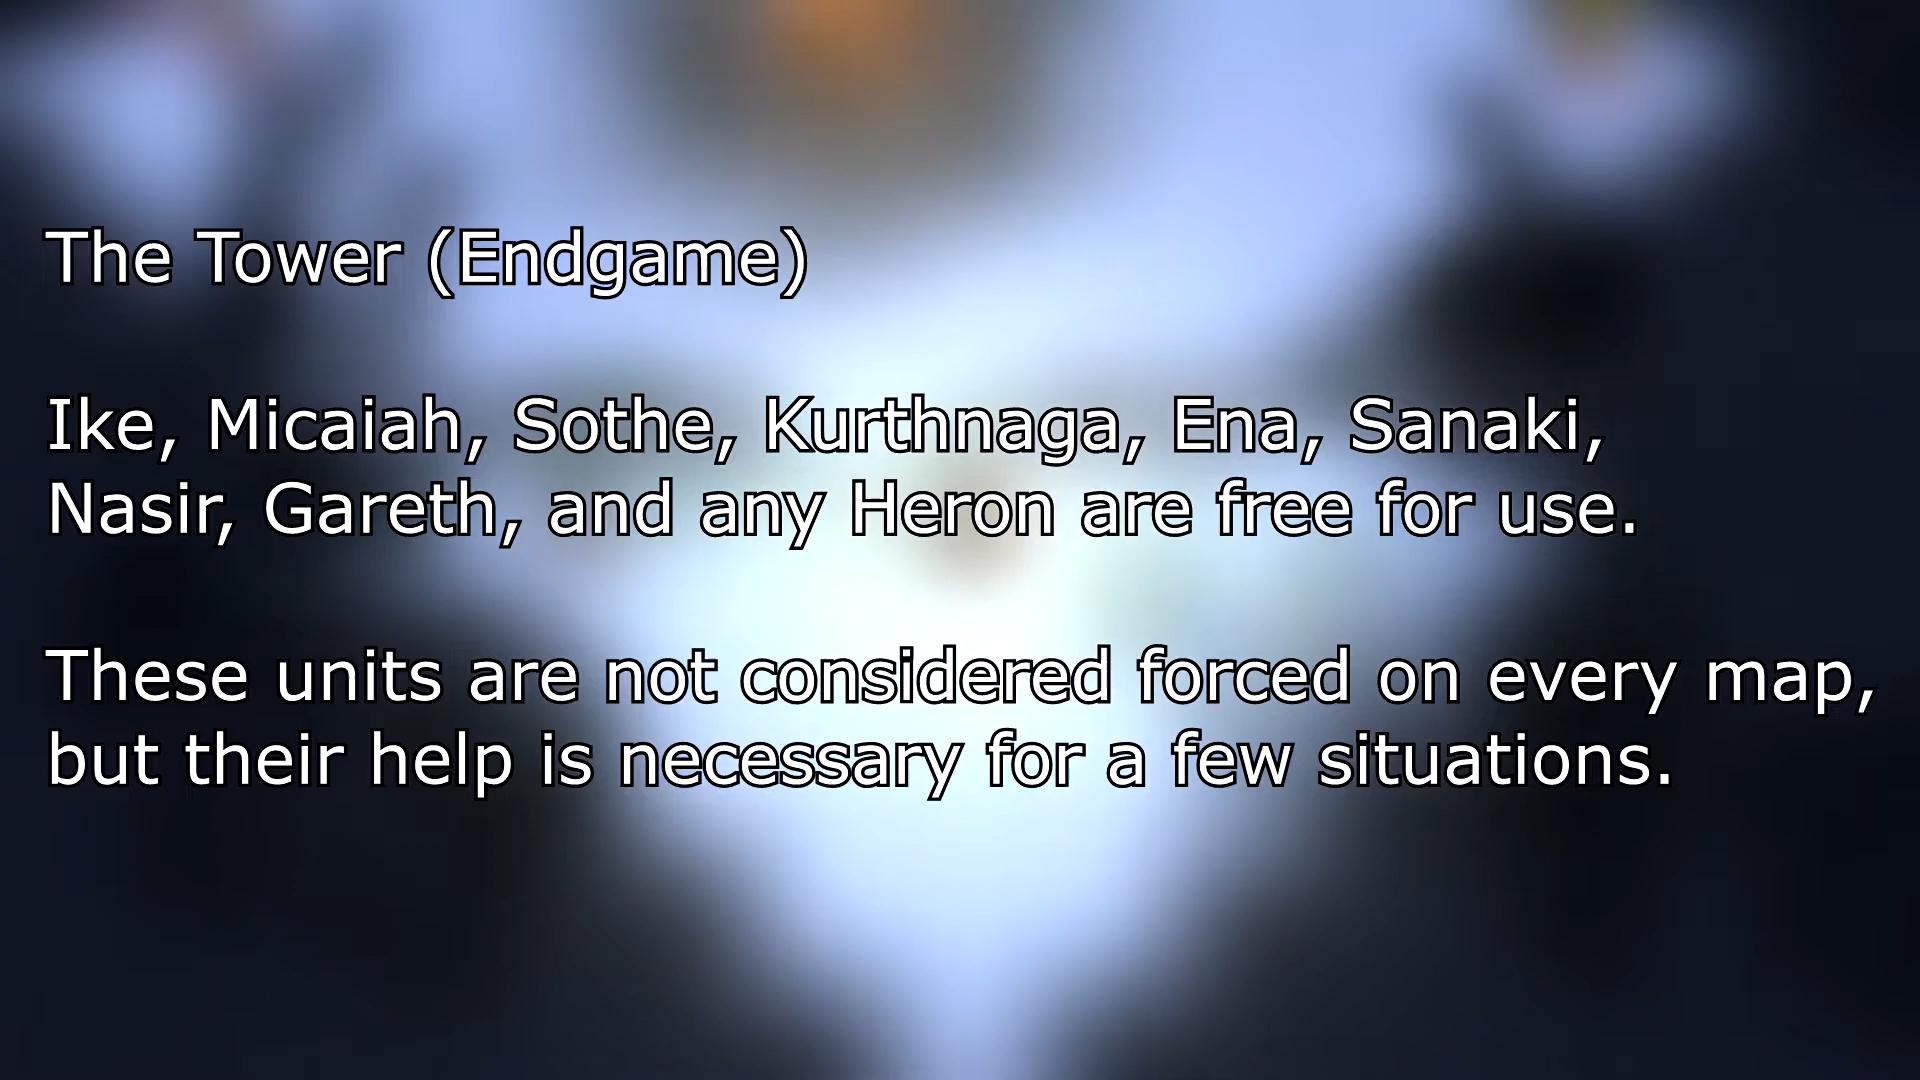 The Tower (Endgame)
Ike, Micaiah, Sothe, Kurthnaga, Ena, Sanaki,
Nasir, Gareth, and any Heron are free for use.
These units are not considered forced on every map,
but their help is necessary for a few situations.